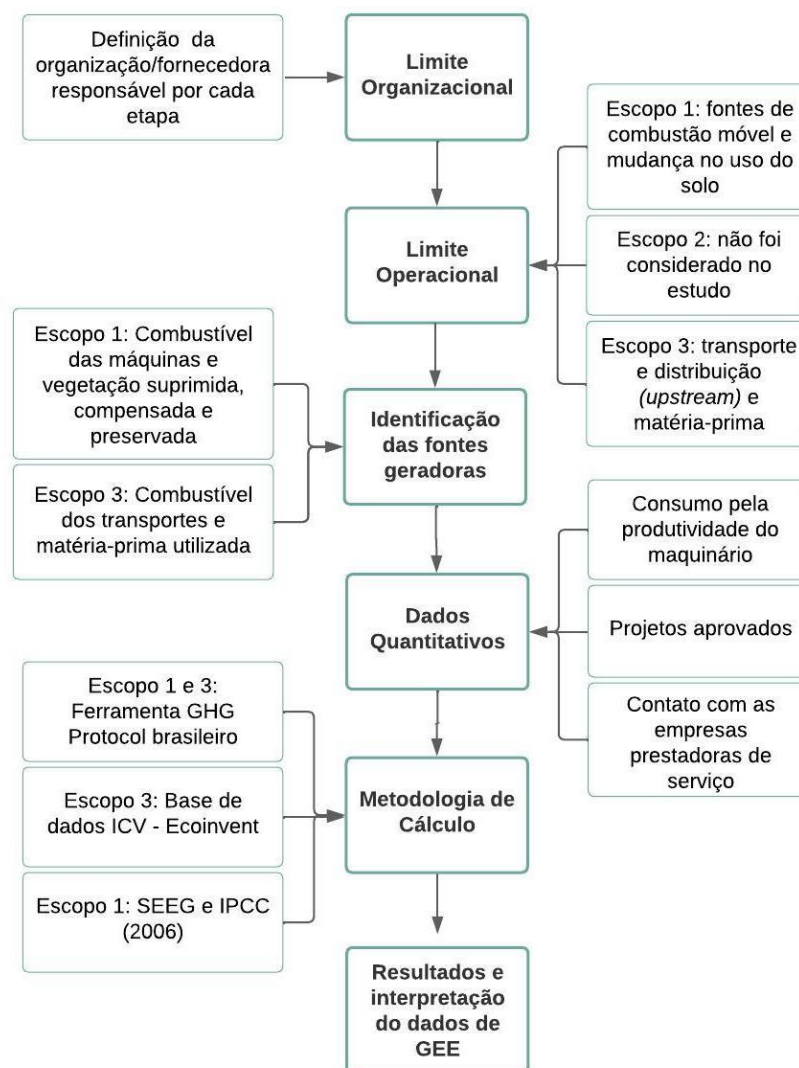 Definição da
organização/fornecedora
responsável por cada
etapa
Limite
Organizacional
Escopo 1: fontes de
combustão móvel e
mudança no uso do
solo
Limite
Operacional
Escopo 2: não foi
considerado no
estudo
Escopo 3: transporte
e distribuição
(upstream) e
matéria-prima
Escopo 1: Combustível
das máquinas e
vegetação suprimida,
compensada e
preservada
Escopo 3: Combustível
dos transportes e
matéria-prima utilizada
Identificação
das fontes
geradoras
Consumo pela
produtividade do
maquinário
Dados
Quantitativos
Projetos aprovados
Contato com as
empresas
prestadoras de
serviço
Escopo 1 e 3:
Ferramenta GHG
Protocol brasileiro
Escopo 3: Base de
dados ICV - Ecoinvent
Escopo 1: SEEG e IPCC
(2006)
Metodologia de
Cálculo
Resultados e
interpretação
do dados de
GEE